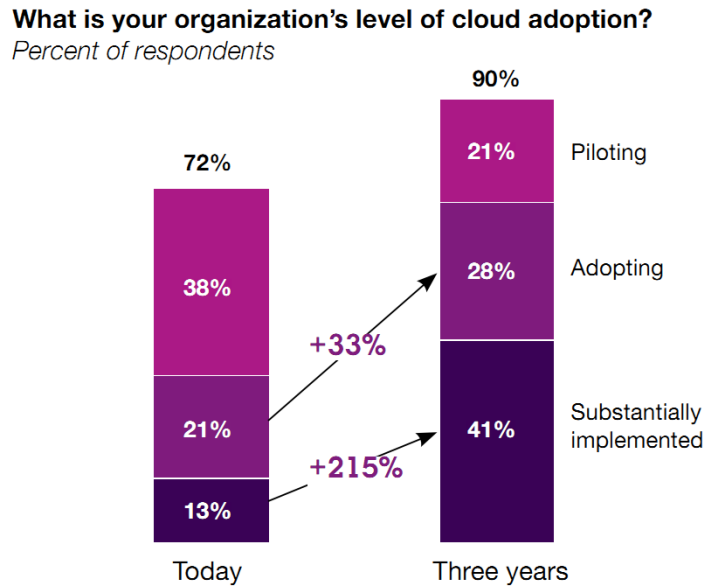 What is your organization's level of cloud adoption?
Percent of respondents
90%
72%
21%
Piloting
38%
28%
Adopting
+33%
21%
41%
Substantially
implemented
+215%
13%
Today
Three years